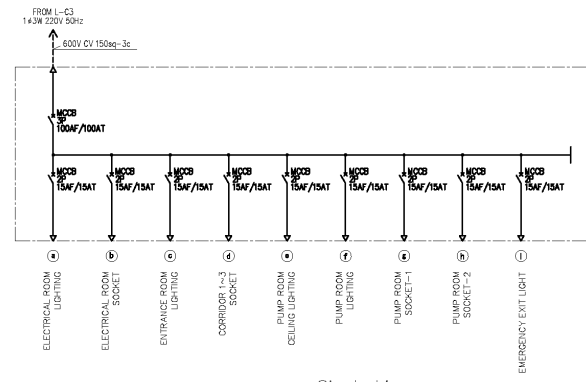 FROM L-C3
1ø3W 220V 50Hz
600V CV 150sq-3c
MCCB
3P
100AF/100AT
MCCB
2P
15AF/15AT
MCCB
2P
15AF/15AT
MCCB
2P
15AF/15AT
MCCB
2P
15AF/15AT
MCCB
2P
15AF/15AT
MCCB
2P
15AF/15AT
MCCB
2P
15AF/15AT
MCCB
2P
15AF/15AT
MCCB
2P
15AF/15AT
a
b
c
d
e
f
g
h
i
ELECTRICAL ROOM
LIGHTING
ELECTRICAL ROOM
SOCKET
ENTRANCE ROOM
LIGHTING
CORRIDOR 1~3
SOCKET
PUMP ROOM
CEILING LIGHTING
PUMP ROOM
LIGHTING
PUMP ROOM
SOCKET-1
PUMP ROOM
SOCKET-2
EMERGENCY EXIT LIGHT